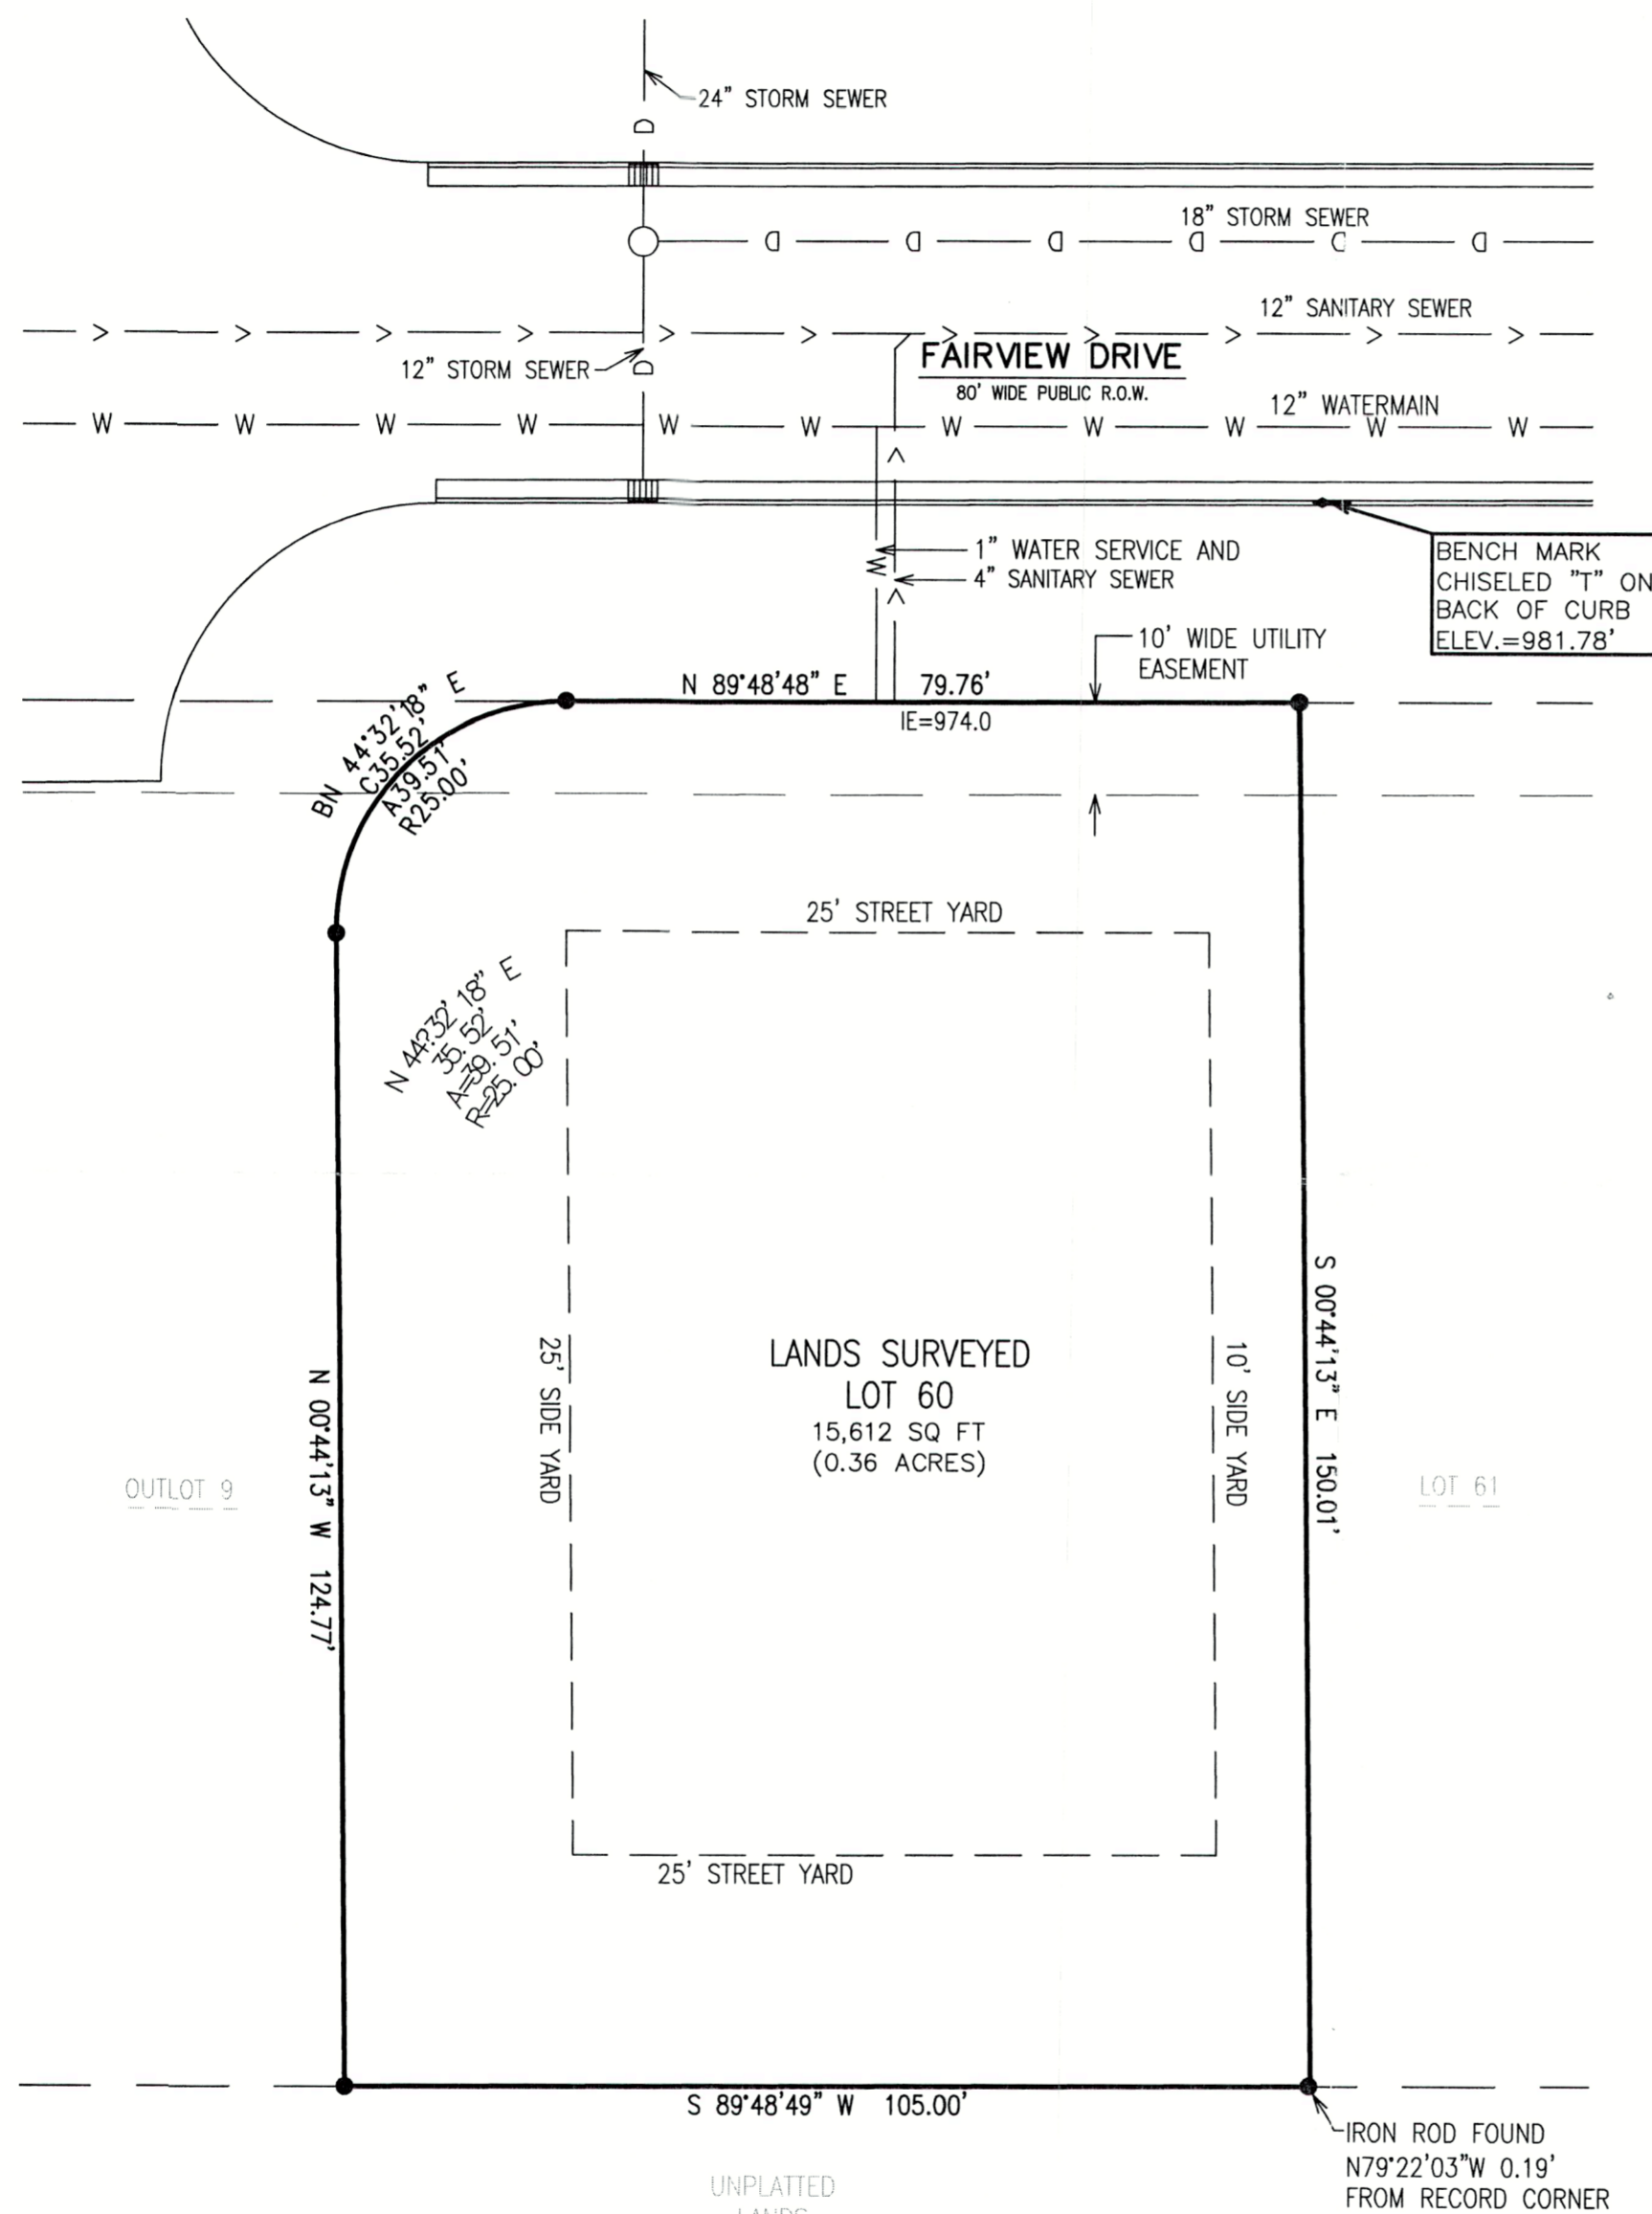 24" STORM SEWER
D
18" STORM SEWER
D D D D D D
12" SANITARY SEWER
> > > > > > > > > > >
12" STORM SEWER
D
FAIRVIEW DRIVE
80' WIDE PUBLIC R.O.W.
12" WATERMAIN
W W W W W W W W W W W
1" WATER SERVICE AND
W
4" SANITARY SEWER
BENCH MARK
CHISELED "T" ON
BACK OF CURB
ELEV.=981.78'
10' WIDE UTILITY
EASEMENT
N 89°48'48" E 79.76'
IE=974.0
BN 44°32'18" E
C35.52'
A39.51'
R25.00'
25' STREET YARD
N 44?32' 18" E
35. 52'
A=39. 51'
R=25. 00'
S 00°44'13" E 150.01'
25' SIDE YARD
10' SIDE YARD
LANDS SURVEYED
LOT 60
15,612 SQ FT
(0.36 ACRES)
N 00°44'13" W 124.77'
OUTLOT 9
LOT 61
25' STREET YARD
S 89°48'49" W 105.00'
IRON ROD FOUND
N79°22'03"W 0.19'
FROM RECORD CORNER
UNPLATTED